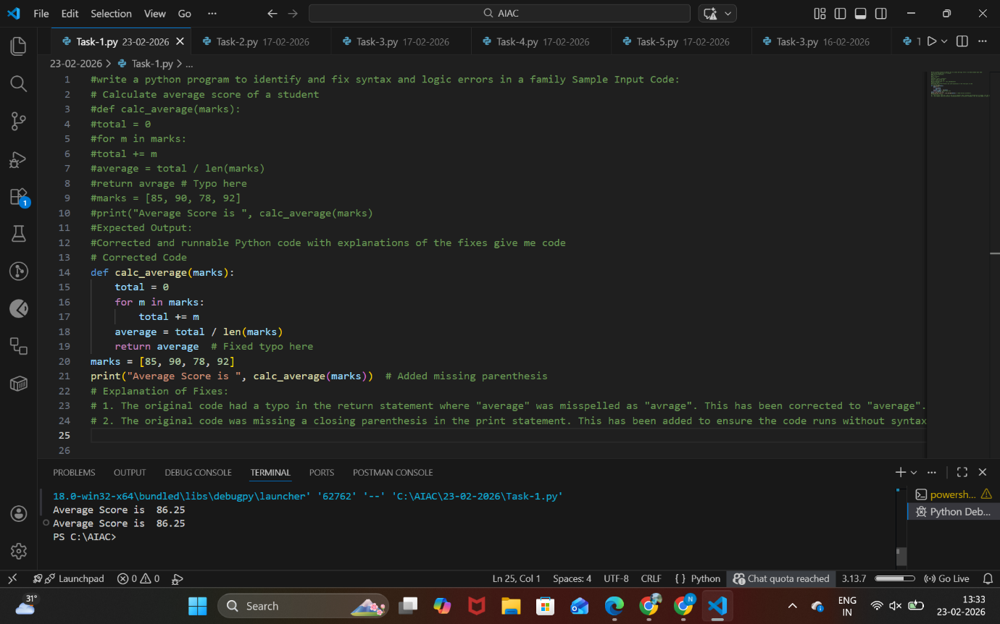 File Edit Selection View Go ··· AIAC
Task-1.py 23-02-2026 Task-2.py 17-02-2026 Task-3.py 17-02-2026 Task-4.py 17-02-2026 Task-5.py 17-02-2026 Task-3.py 16-02-2026 1
23-02-2026 > Task-1.py > ...
1 #write a python program to identify and fix syntax and logic errors in a family Sample Input Code:
2 # Calculate average score of a student
3 #def calc_average(marks):
4 #total = 0
5 #for m in marks:
6 #total += m
7 #average = total / len(marks)
8 #return avrage # Typo here
9 #marks = [85, 90, 78, 92]
10 #print("Average Score is ", calc_average(marks)
11 #Expected Output:
12 #Corrected and runnable Python code with explanations of the fixes give me code
13 # Corrected Code
14 def calc_average(marks):
15     total = 0
16     for m in marks:
17         total += m
18     average = total / len(marks)
19     return average  # Fixed typo here
20 marks = [85, 90, 78, 92]
21 print("Average Score is ", calc_average(marks))  # Added missing parenthesis
22 # Explanation of Fixes:
23 # 1. The original code had a typo in the return statement where "average" was misspelled as "avrage". This has been corrected to "average".
24 # 2. The original code was missing a closing parenthesis in the print statement. This has been added to ensure the code runs without syntax
25
26
PROBLEMS OUTPUT DEBUG CONSOLE TERMINAL PORTS POSTMAN CONSOLE
18.0-win32-x64\bundled\libs\debugpy\launcher' '62762' '--' 'C:\AIAC\23-02-2026\Task-1.py'
Average Score is  86.25
Average Score is  86.25
PS C:\AIAC>
powersh...
Python Deb...
1
Launchpad 0 0 Ln 25, Col 1 Spaces: 4 UTF-8 CRLF { } Python Chat quota reached 3.13.7 Go Live
31° Search ENG IN 13:33 23-02-2026